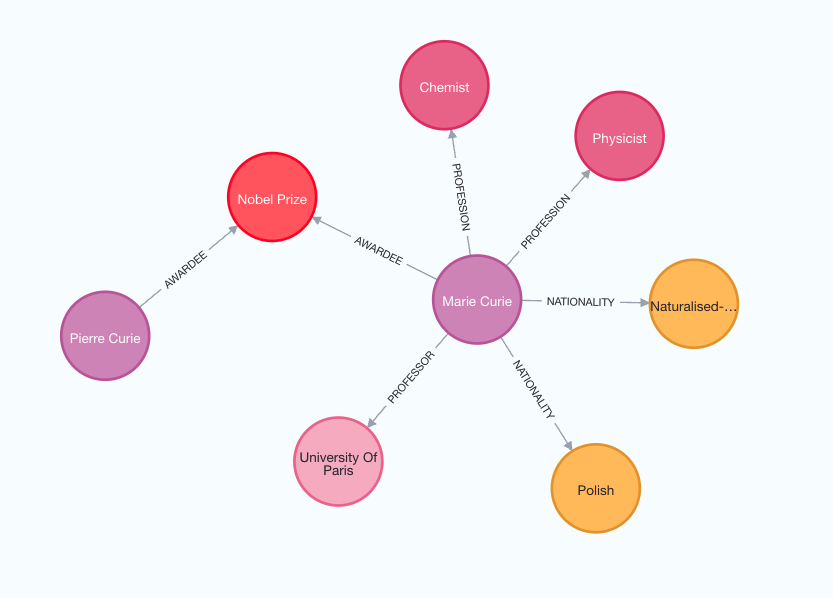 Chemist
Physicist
PROFESSION
PROFESSION
Nobel Prize
AWARDEE
AWARDEE
Marie Curie
NATIONALITY
Naturalised-...
Pierre Curie
PROFESSOR
NATIONALITY
University Of
Paris
Polish